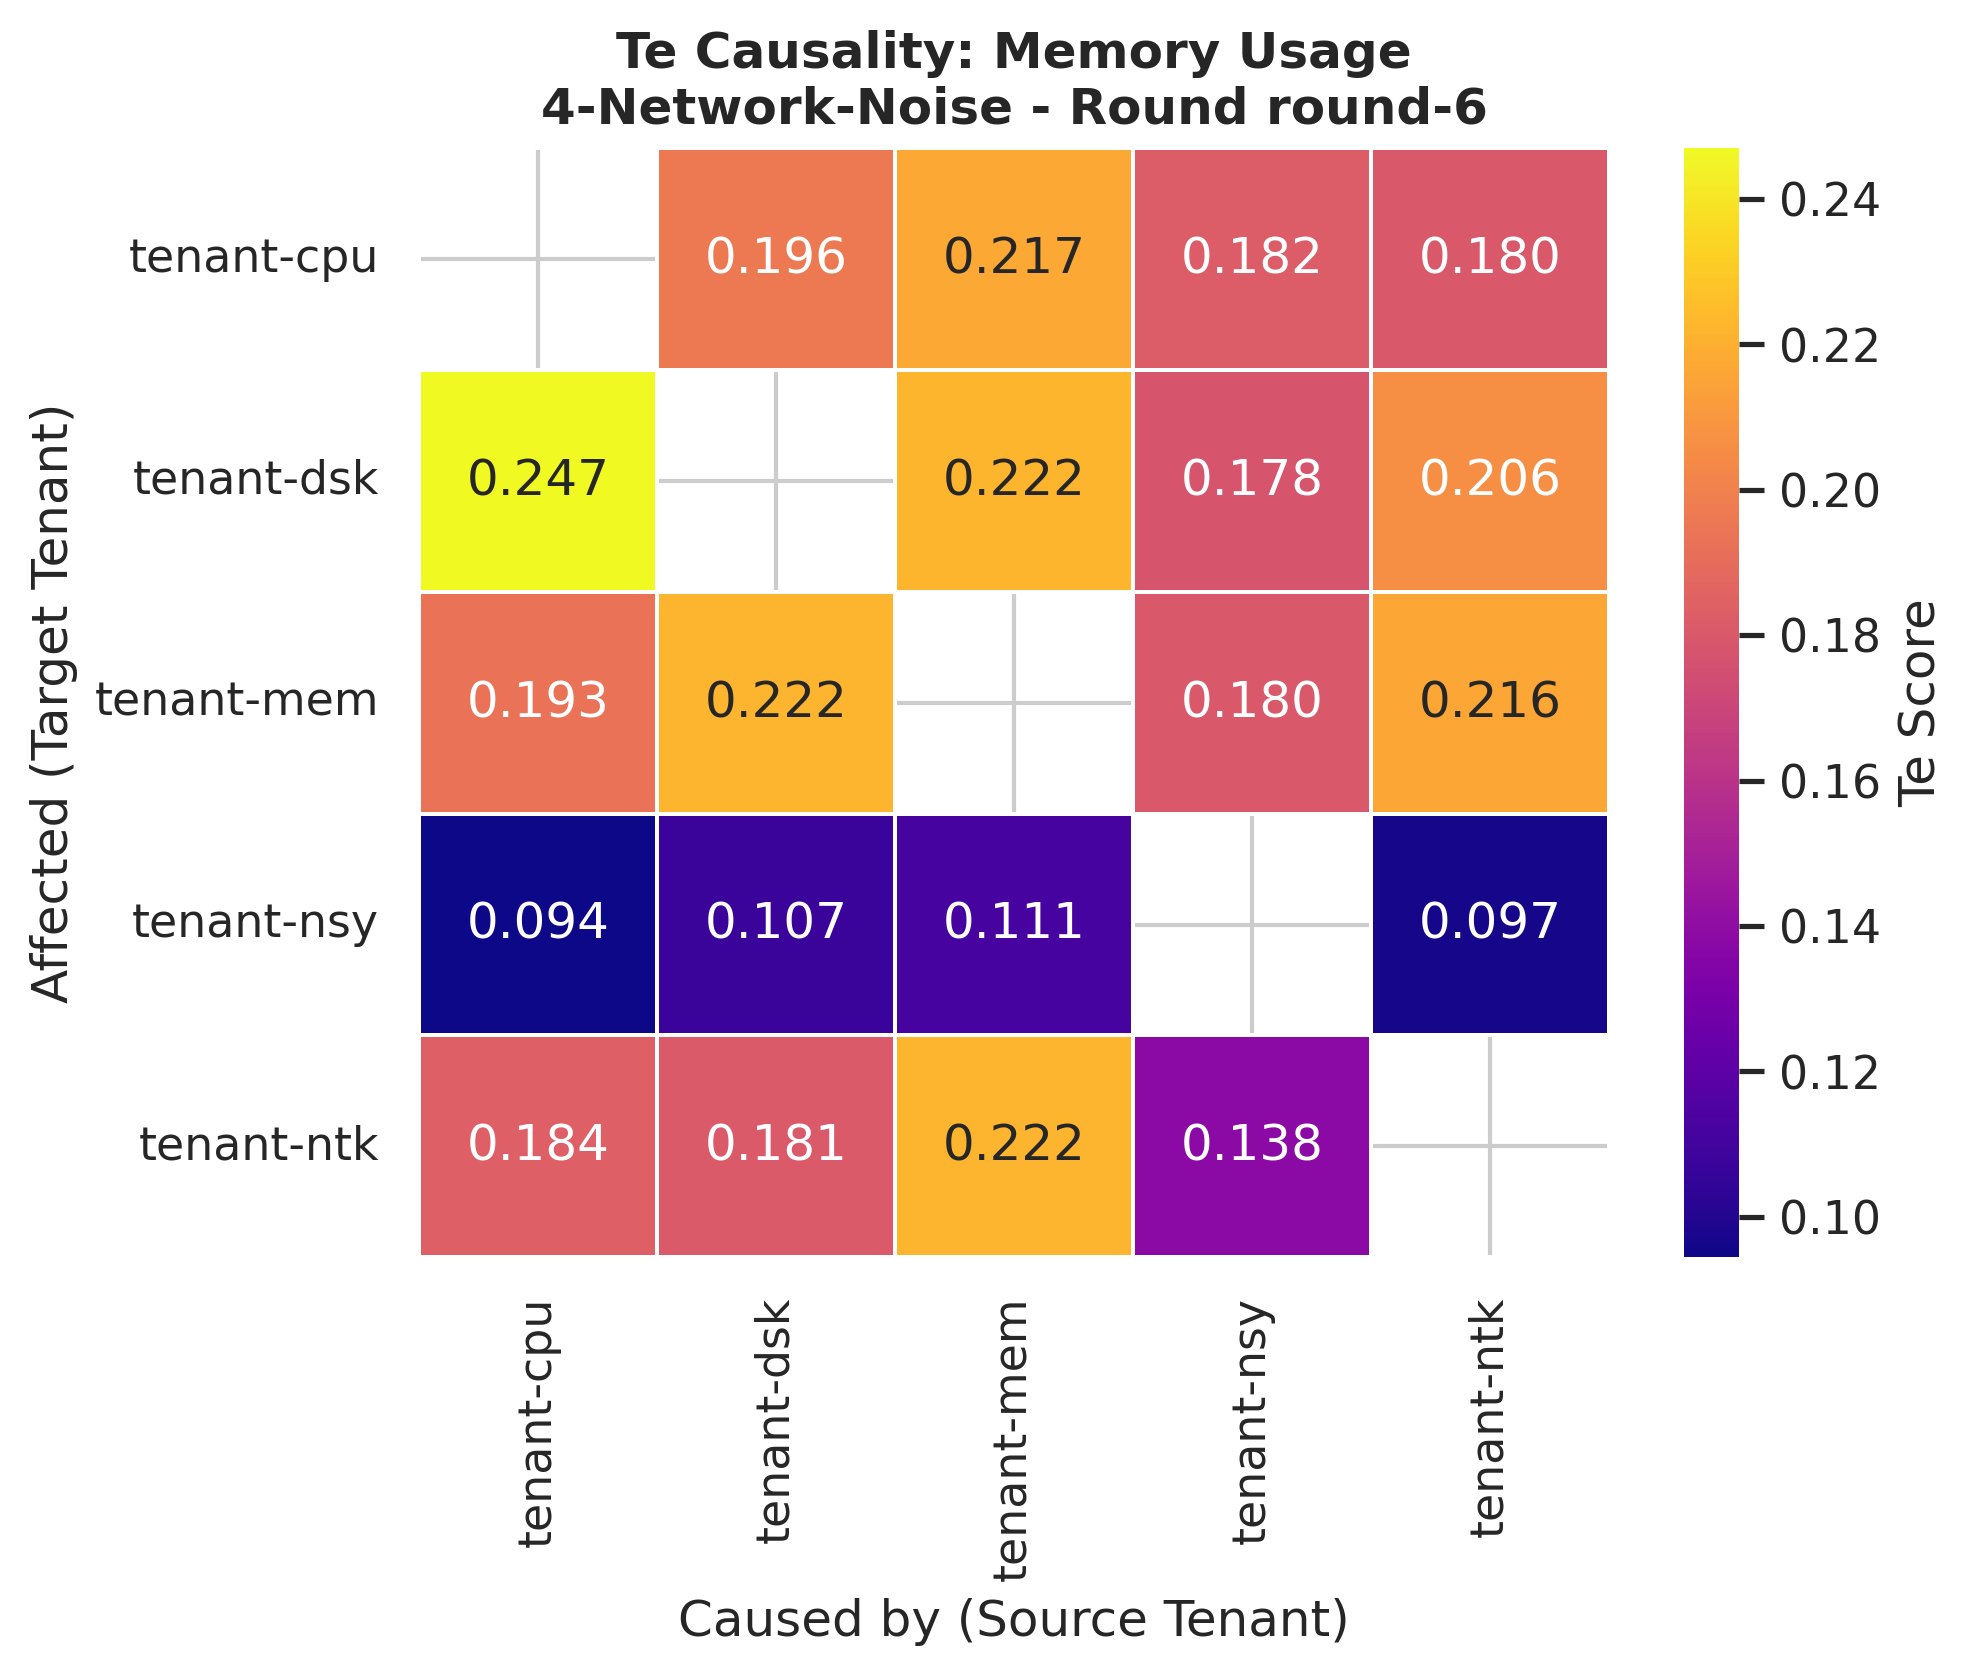 Te Causality: Memory Usage
4-Network-Noise - Round round-6
Affected (Target Tenant)
tenant-cpu 0.196 0.217 0.182 0.180
tenant-dsk 0.247 0.222 0.178 0.206
tenant-mem 0.193 0.222 0.180 0.216
tenant-nsy 0.094 0.107 0.111 0.097
tenant-ntk 0.184 0.181 0.222 0.138
tenant-cpu tenant-dsk tenant-mem tenant-nsy tenant-ntk
Caused by (Source Tenant)
0.24
0.22
0.20
0.18
0.16
0.14
0.12
0.10
Te Score